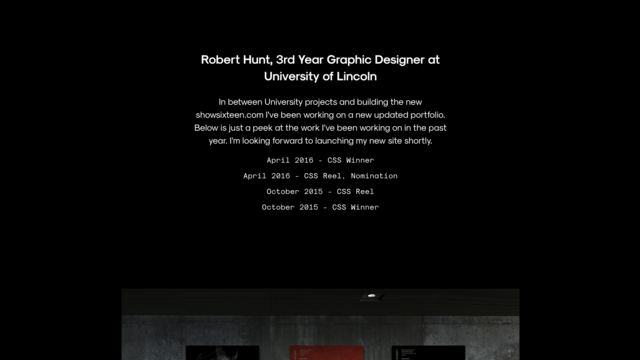 Robert Hunt, 3rd Year Graphic Designer at
University of Lincoln
In between University projects and building the new
showsixteen.com I've been working on a new updated portfolio.
Below is just a peek at the work I've been working on in the past
year. I'm looking forward to launching my new site shortly.
April 2016 - CSS Winner
April 2016 - CSS Reel, Nomination
October 2015 - CSS Reel
October 2015 - CSS Winner